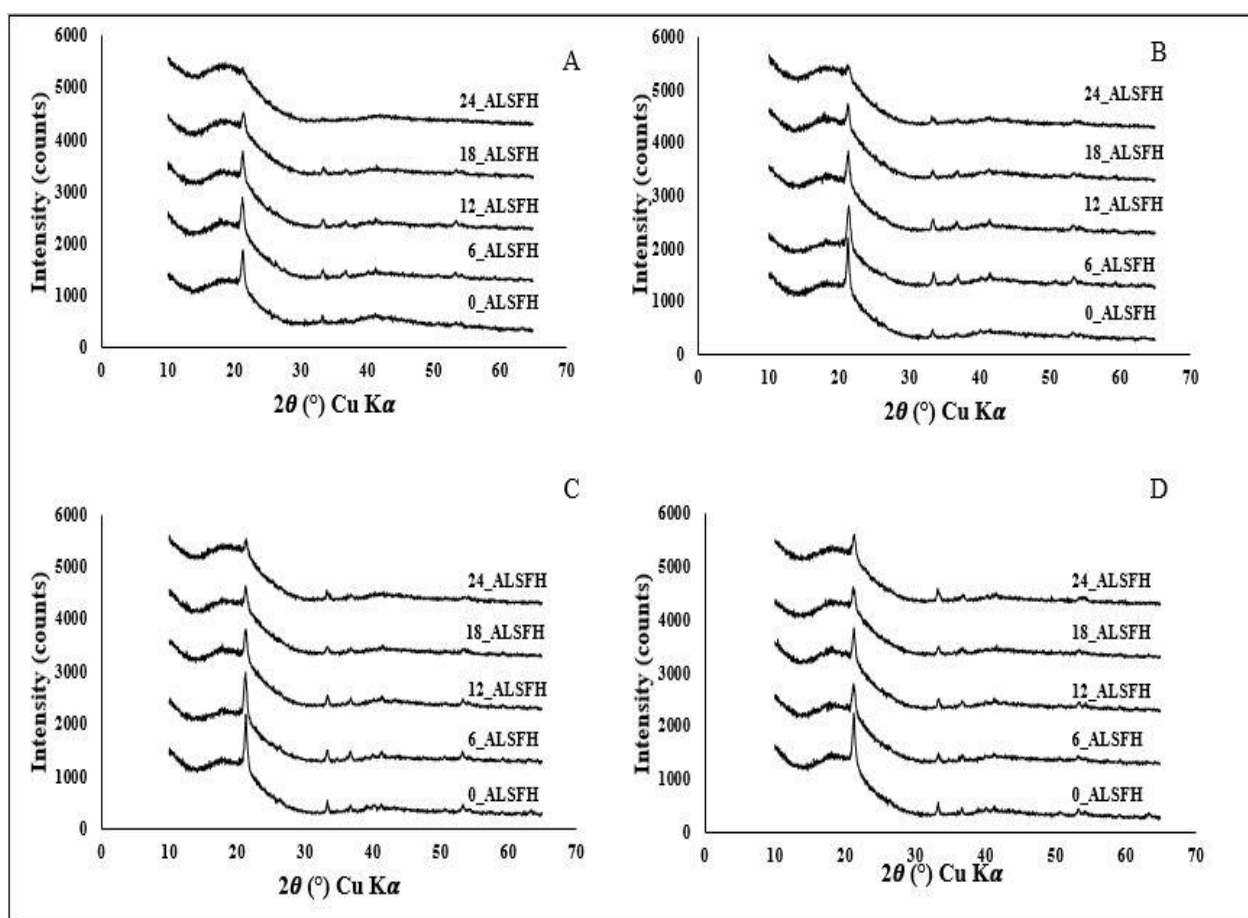 A
6000
5000
4000
3000
2000
1000
0
Intensity (counts)
24_ALSFH
18_ALSFH
12_ALSFH
6_ALSFH
0_ALSFH
0 10 20 30 40 50 60 70
2θ (°) Cu Kα
B
6000
5000
4000
3000
2000
1000
0
Intensity (counts)
24_ALSFH
18_ALSFH
12_ALSFH
6_ALSFH
0_ALSFH
0 10 20 30 40 50 60 70
2θ (°) Cu Kα
C
6000
5000
4000
3000
2000
1000
0
Intensity (counts)
24_ALSFH
18_ALSFH
12_ALSFH
6_ALSFH
0_ALSFH
0 10 20 30 40 50 60 70
2θ (°) Cu Kα
D
6000
5000
4000
3000
2000
1000
0
Intensity (counts)
24_ALSFH
18_ALSFH
12_ALSFH
6_ALSFH
0_ALSFH
0 10 20 30 40 50 60 70
2θ (°) Cu Kα